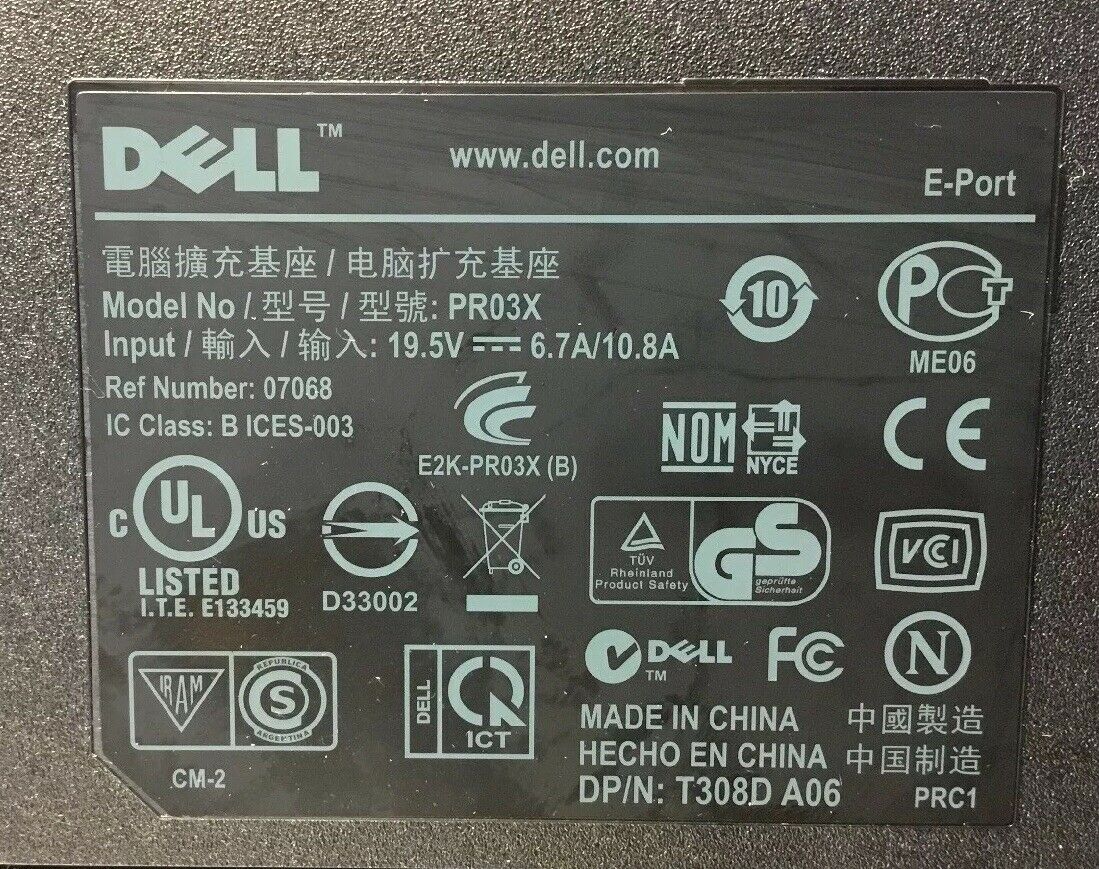 DELL™
www.dell.com
E-Port
電腦擴充基座 / 电脑扩充基座
Model No / 型号 / 型號: PR03X
Input / 輸入 / 输入: 19.5V ⎓ 6.7A/10.8A
Ref Number: 07068
IC Class: B ICES-003
E2K-PR03X (B)
10
PCT
ME06
NOM
NYCE
CE
C UL US
LISTED
I.T.E. E133459
D33002
TÜV
Rheinland
Product Safety
GS
geprüfte
Sicherheit
VCCI
IRAM
REPUBLICA
S
ARGENTINA
CM-2
DELL
1CT
DELL
TM
FC
N
MADE IN CHINA 中國製造
HECHO EN CHINA 中国制造
DP/N: T308D A06
PRC1